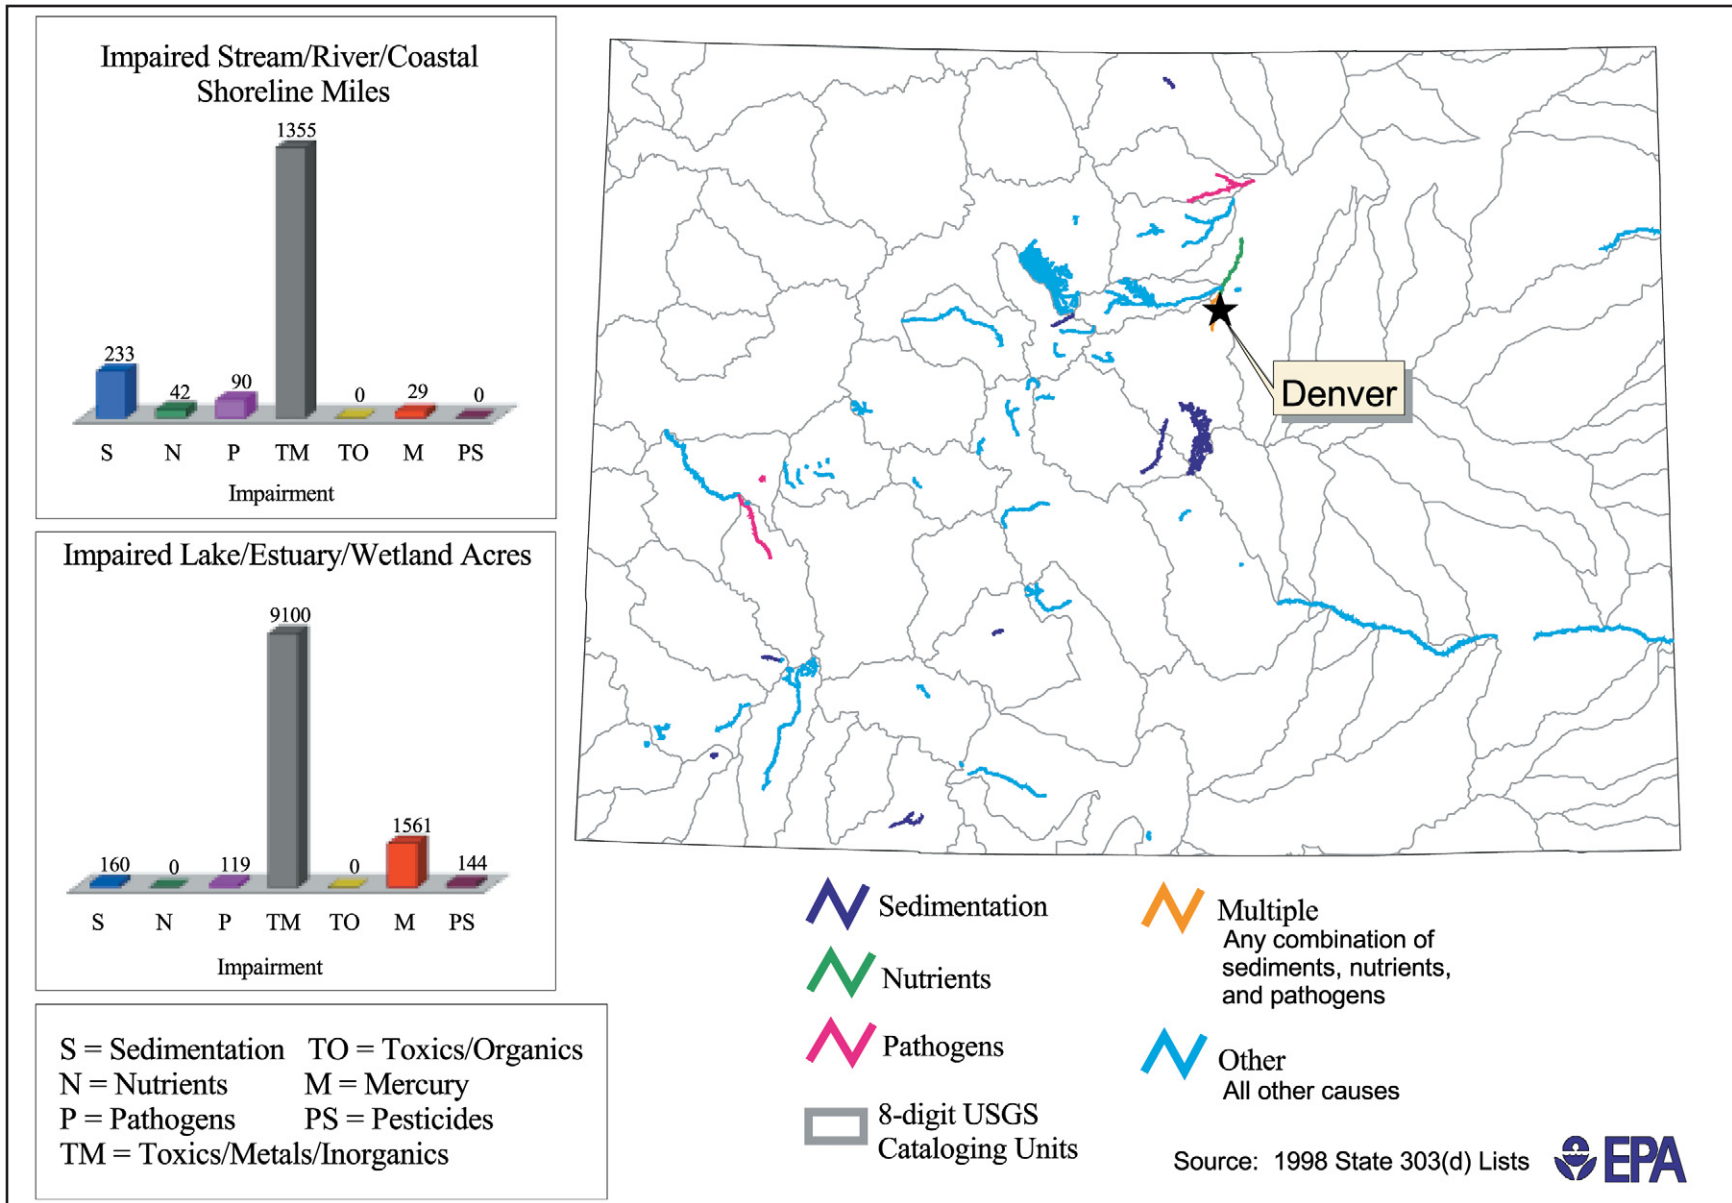 Impaired Stream/River/Coastal
Shoreline Miles
1355
233
42
90
0
29
0
S N P TM TO M PS
Impairment
Impaired Lake/Estuary/Wetland Acres
9100
160
0
119
0
1561
144
S N P TM TO M PS
Impairment
S = Sedimentation TO = Toxics/Organics
N = Nutrients M = Mercury
P = Pathogens PS = Pesticides
TM = Toxics/Metals/Inorganics
Denver
Sedimentation
Nutrients
Pathogens
8-digit USGS
Cataloging Units
Multiple
Any combination of
sediments, nutrients,
and pathogens
Other
All other causes
Source: 1998 State 303(d) Lists
EPA